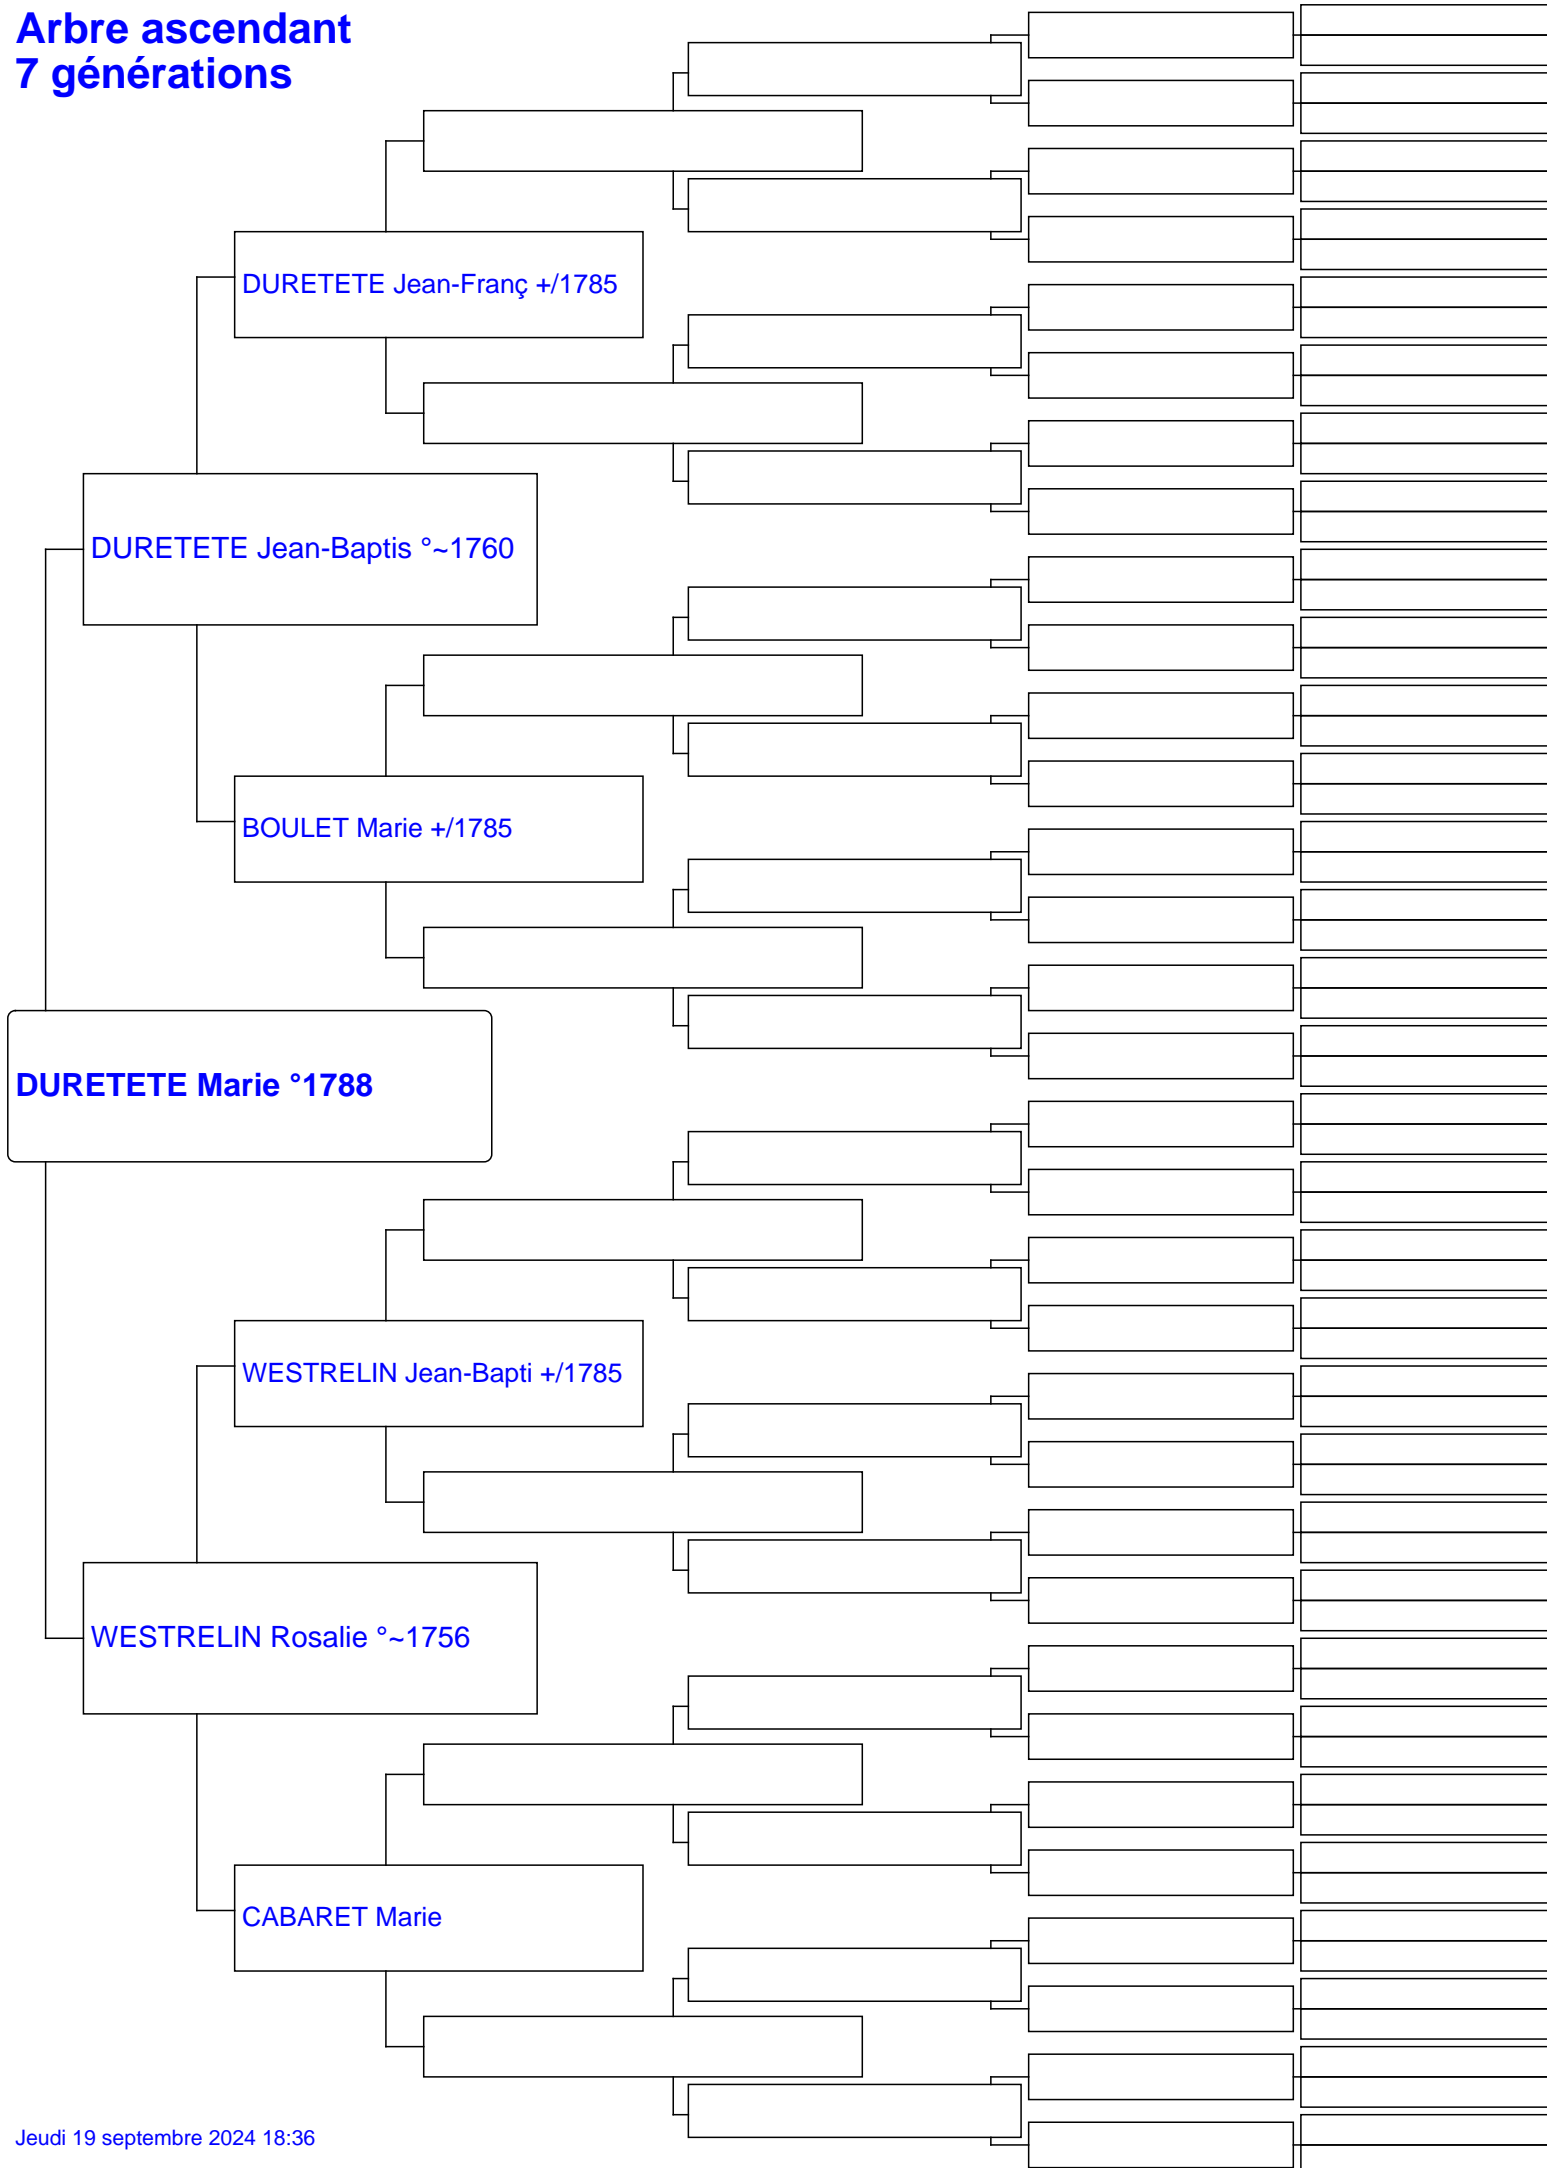 Arbre ascendant
7 générations
DURETETE Jean-Franç +/1785
DURETETE Jean-Baptis °~1760
BOULET Marie +/1785
DURETETE Marie °1788
WESTRELIN Jean-Bapti +/1785
WESTRELIN Rosalie °~1756
CABARET Marie
Jeudi 19 septembre 2024 18:36